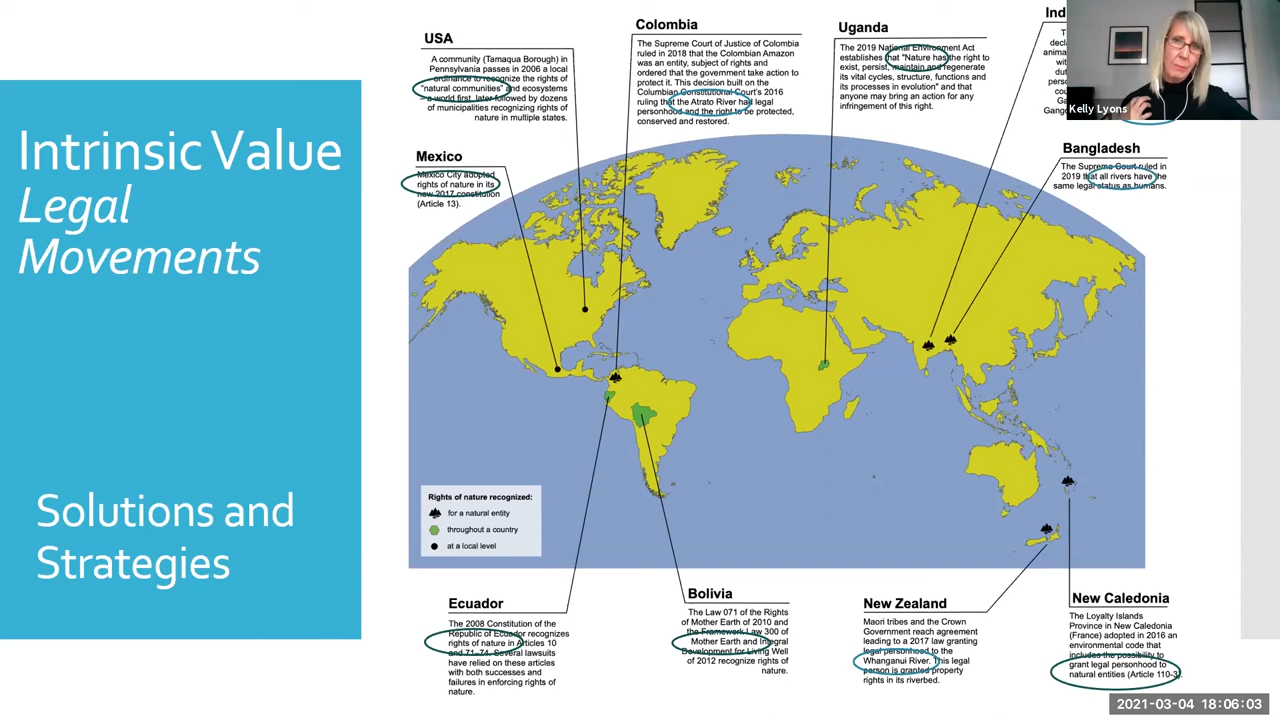 Intrinsic Value
Legal
Movements
Solutions and
Strategies
USA
A community (Tamaqua Borough) in
Pennsylvania passes in 2006 a local
ordinance to recognize the rights of
"natural communities" and ecosystems
– a world first, later followed by dozens
of municipalities recognizing rights of
nature in multiple states.
Mexico
Mexico City adopted
rights of nature in its
new 2017 constitution
(Article 13).
Colombia
The Supreme Court of Justice of Colombia
ruled in 2018 that the Colombian Amazon
was an entity, subject of rights and
ordered that the government take action to
protect it. This decision built on the
Columbian Constitutional Court's 2016
ruling that the Atrato River had legal
personhood and the right to be protected,
conserved and restored.
Uganda
The 2019 National Environment Act
establishes that "Nature has the right to
exist, persist, maintain and regenerate
its vital cycles, structure, functions and
its processes in evolution" and that
anyone may bring an action for any
infringement of this right.
Kelly Lyons
Bangladesh
The Supreme Court ruled in
2019 that all rivers have the
same legal status as humans.
Rights of nature recognized:
for a natural entity
throughout a country
at a local level
Ecuador
The 2008 Constitution of the
Republic of Ecuador recognizes
rights of nature in Articles 10
and 71–74. Several lawsuits
have relied on these articles
with both successes and
failures in enforcing rights of
nature.
Bolivia
The Law 071 of the Rights
of Mother Earth of 2010 and
the Framework Law 300 of
Mother Earth and Integral
Development for Living Well
of 2012 recognize rights of
nature.
New Zealand
Maori tribes and the Crown
Government reach agreement
leading to a 2017 law granting
legal personhood to the
Whanganui River. This legal
person is granted property
rights in its riverbed.
New Caledonia
The Loyalty Islands
Province in New Caledonia
(France) adopted in 2016 an
environmental code that
includes the possibility to
grant legal personhood to
natural entities (Article 110-3).
2021-03-04 18:06:03